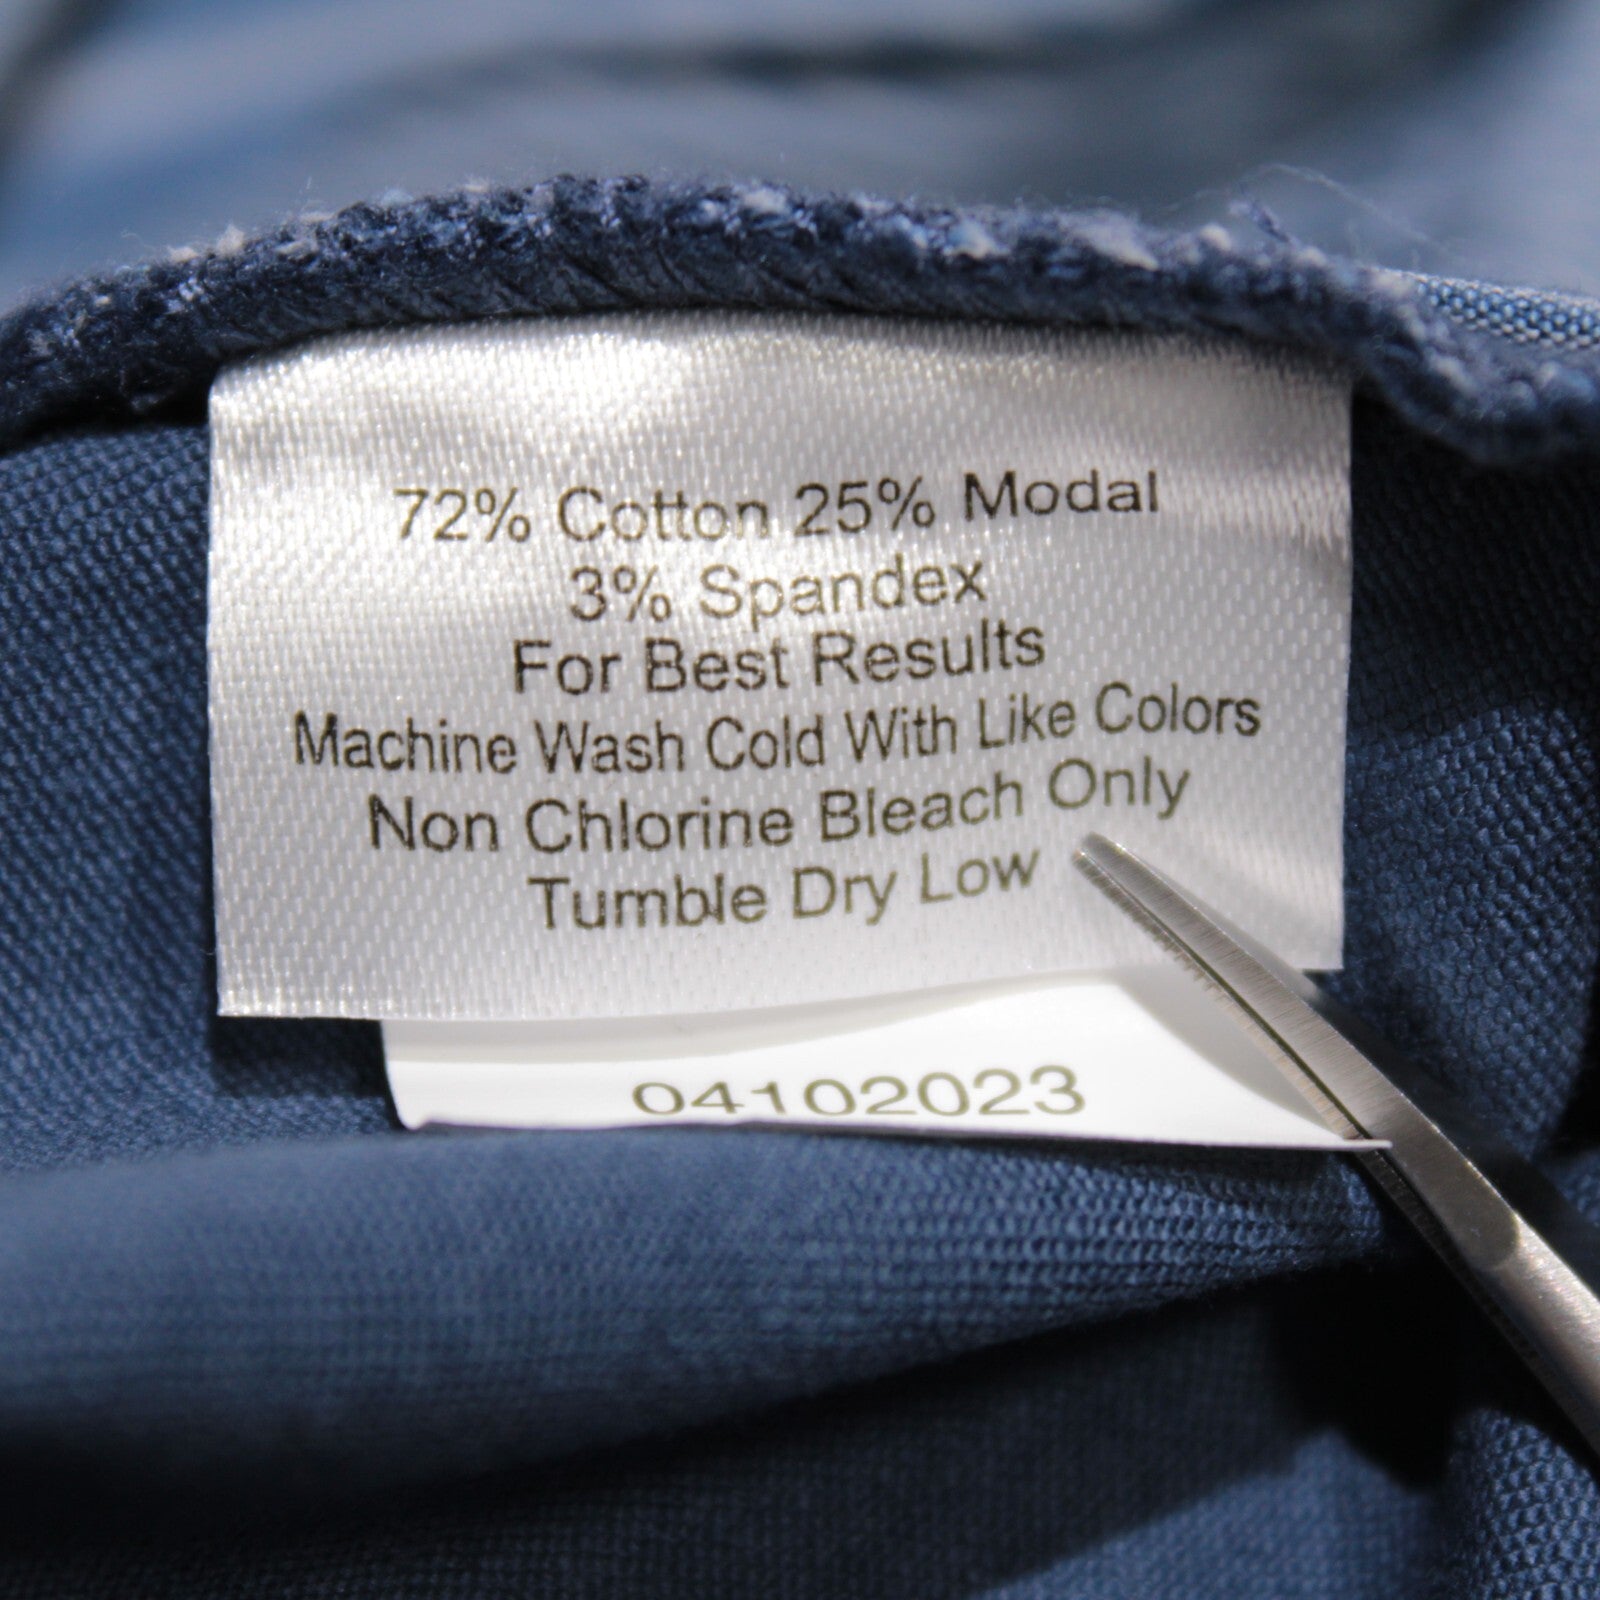 72% Cotton 25% Modal
3% Spandex
For Best Results
Machine Wash Cold With Like Colors
Non Chlorine Bleach Only
Tumble Dry Low
04102023